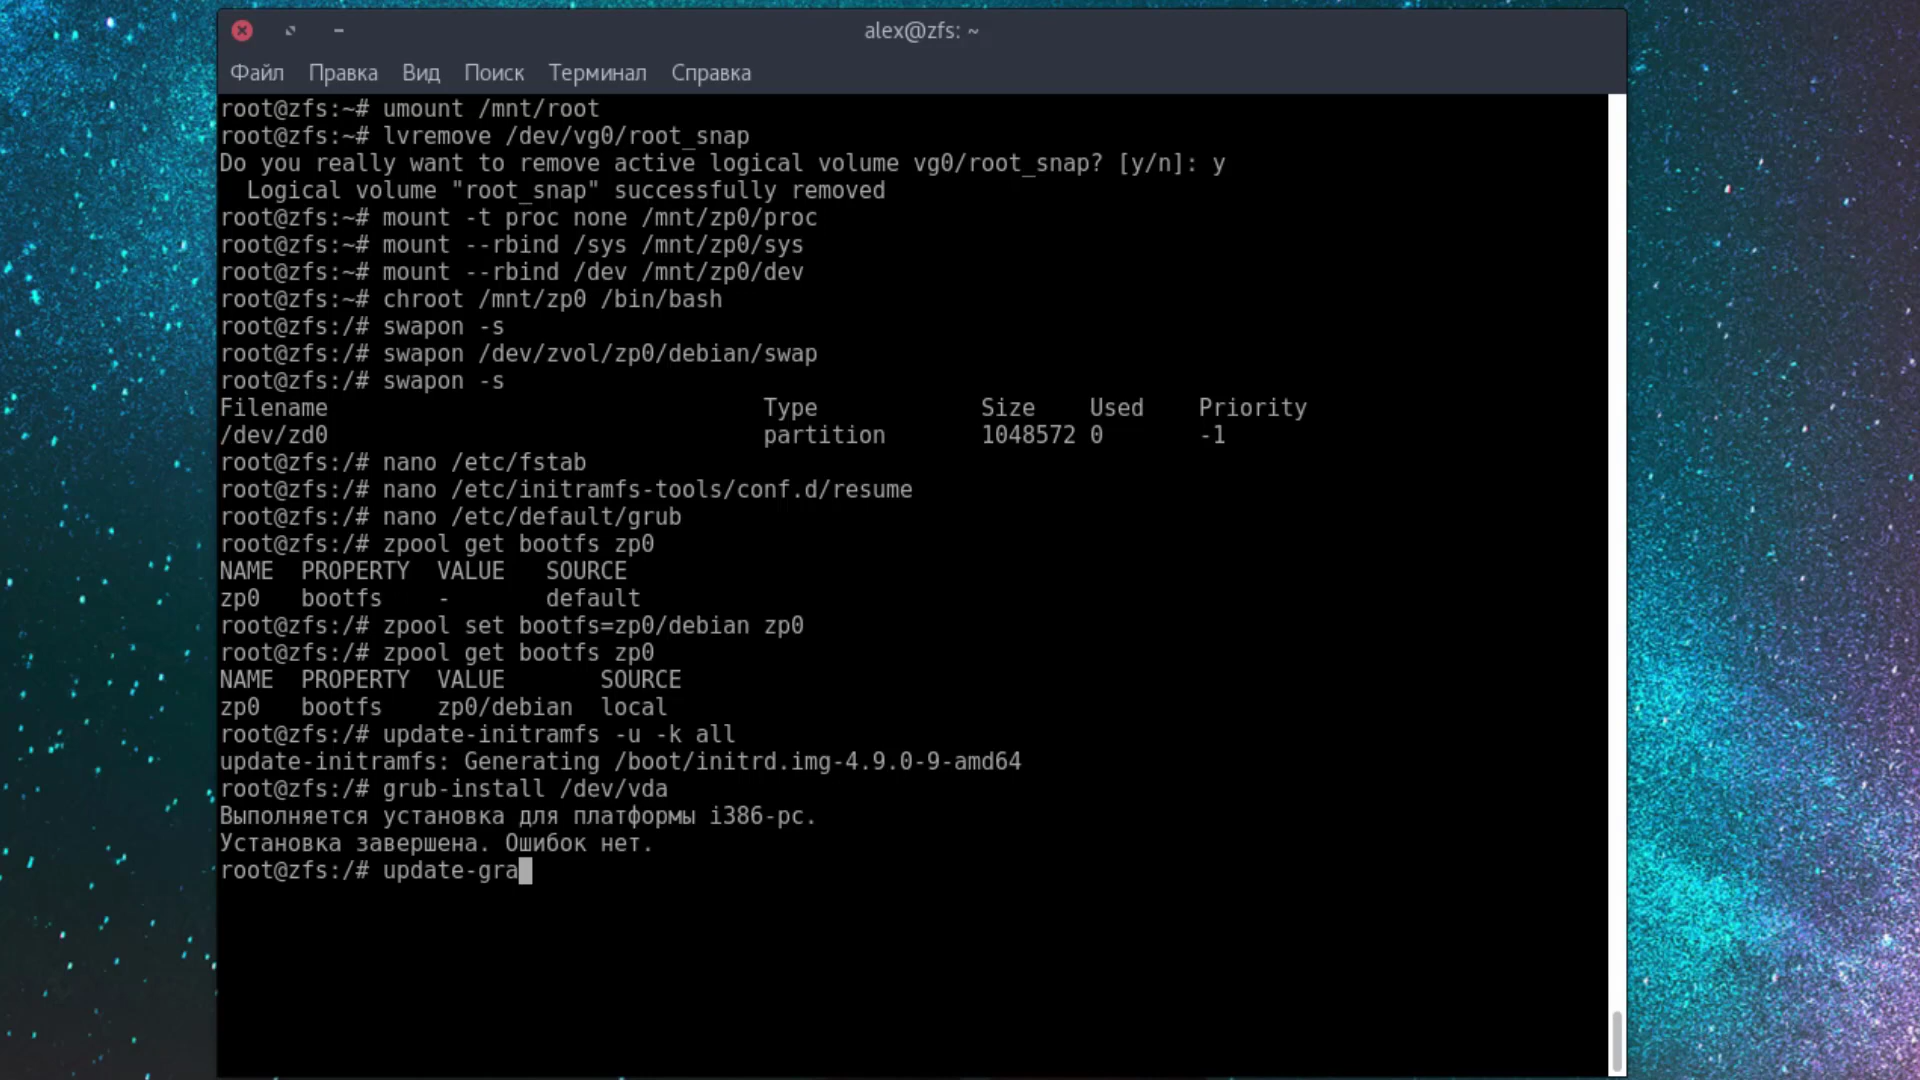 alex@zfs: ~
Файл Правка Вид Поиск Терминал Справка
root@zfs:~# umount /mnt/root
root@zfs:~# lvremove /dev/vg0/root_snap
Do you really want to remove active logical volume vg0/root_snap? [y/n]: y
  Logical volume "root_snap" successfully removed
root@zfs:~# mount -t proc none /mnt/zp0/proc
root@zfs:~# mount --rbind /sys /mnt/zp0/sys
root@zfs:~# mount --rbind /dev /mnt/zp0/dev
root@zfs:~# chroot /mnt/zp0 /bin/bash
root@zfs:/# swapon -s
root@zfs:/# swapon /dev/zvol/zp0/debian/swap
root@zfs:/# swapon -s
Filename                                Type            Size    Used    Priority
/dev/zd0                                partition       1048572 0       -1
root@zfs:/# nano /etc/fstab
root@zfs:/# nano /etc/initramfs-tools/conf.d/resume
root@zfs:/# nano /etc/default/grub
root@zfs:/# zpool get bootfs zp0
NAME  PROPERTY  VALUE   SOURCE
zp0   bootfs    -       default
root@zfs:/# zpool set bootfs=zp0/debian zp0
root@zfs:/# zpool get bootfs zp0
NAME  PROPERTY  VALUE       SOURCE
zp0   bootfs    zp0/debian  local
root@zfs:/# update-initramfs -u -k all
update-initramfs: Generating /boot/initrd.img-4.9.0-9-amd64
root@zfs:/# grub-install /dev/vda
Выполняется установка для платформы i386-pc.
Установка завершена. Ошибок нет.
root@zfs:/# update-gra